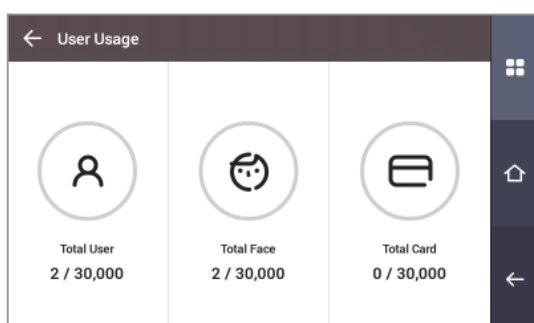 User Usage
Total User
2 / 30,000
Total Face
2 / 30,000
Total Card
0 / 30,000